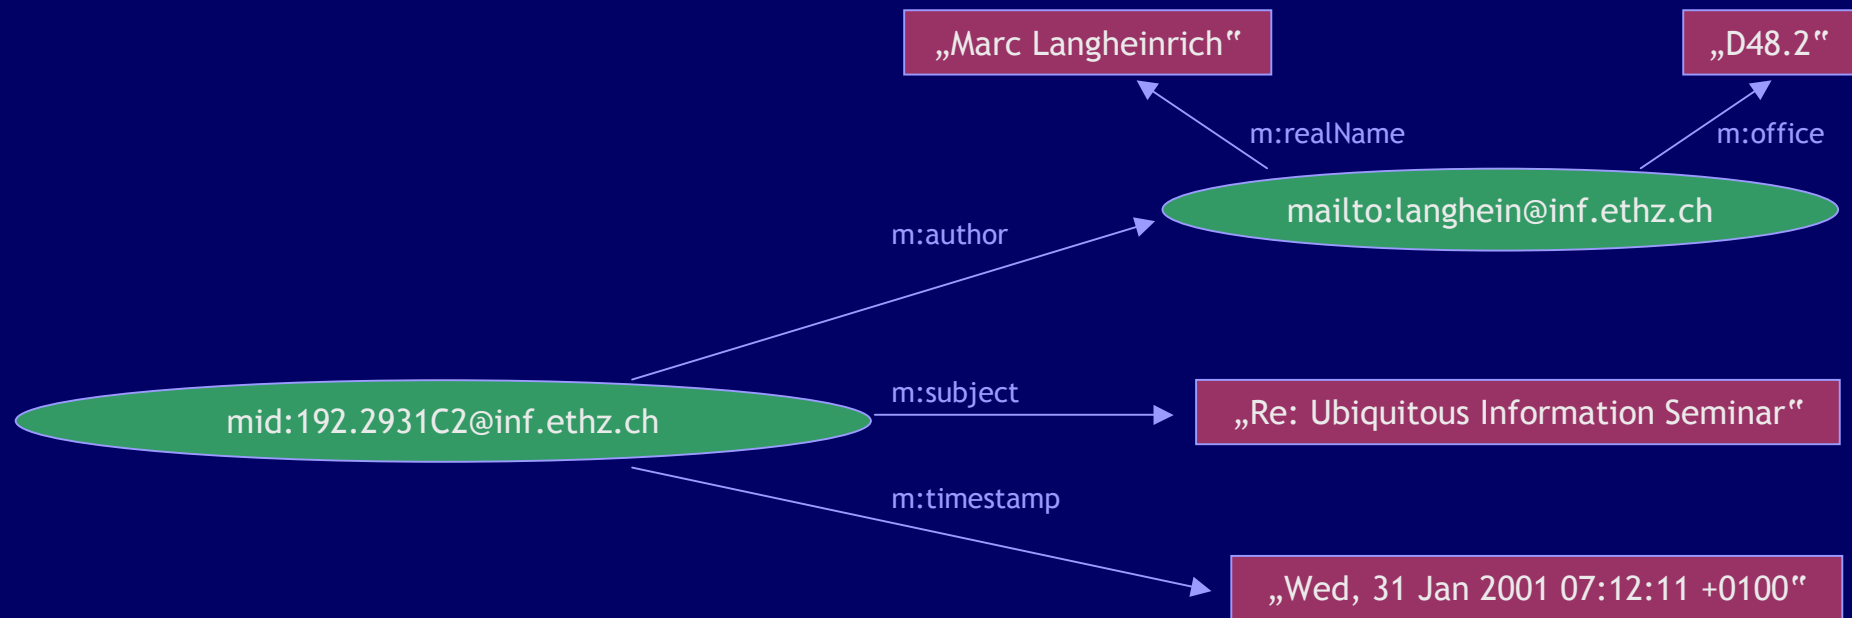 „Marc Langheinrich‟
„D48.2‟
m:realName
m:office
mailto:langhein@inf.ethz.ch
m:author
m:subject
mid:192.2931C2@inf.ethz.ch
„Re: Ubiquitous Information Seminar‟
m:timestamp
„Wed, 31 Jan 2001 07:12:11 +0100‟